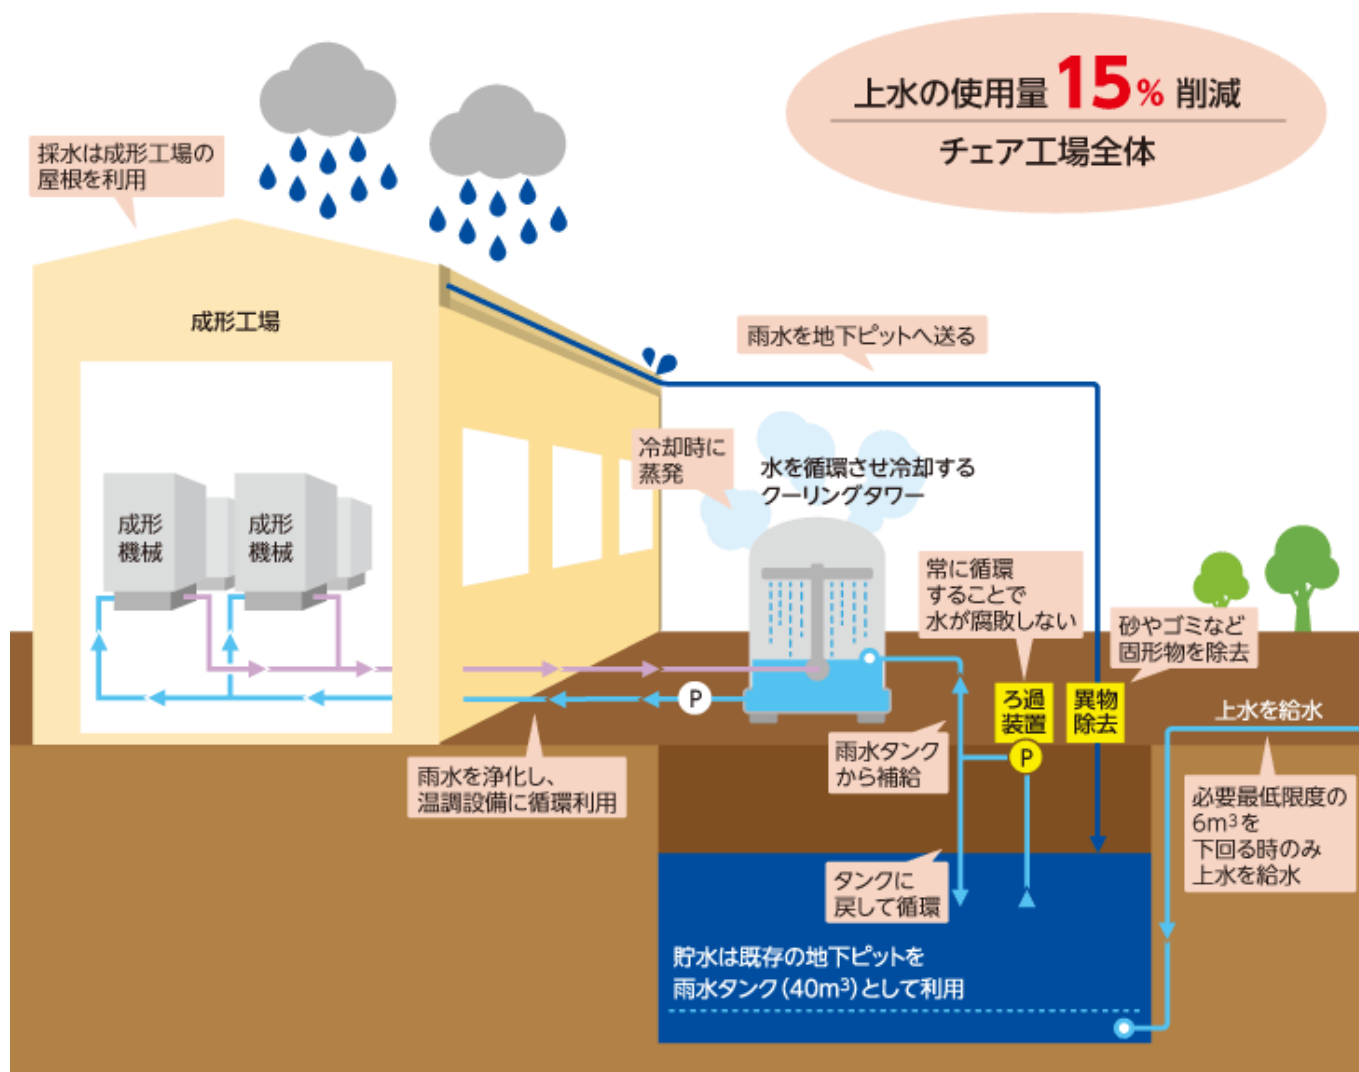 上水の使用量 15% 削減
チェア工場全体
採水は成形工場の
屋根を利用
成形工場
雨水を地下ピットへ送る
冷却時に
蒸発
水を循環させ冷却する
クーリングタワー
成形
機械
成形
機械
常に循環
することで
水が腐敗しない
砂やゴミなど
固形物を除去
ろ過
装置
異物
除去
P
P
上水を給水
雨水タンク
から補給
雨水を浄化し、
温調設備に循環利用
必要最低限度の
6m³を
下回る時のみ
上水を給水
タンクに
戻して循環
貯水は既存の地下ピットを
雨水タンク（40m³）として利用